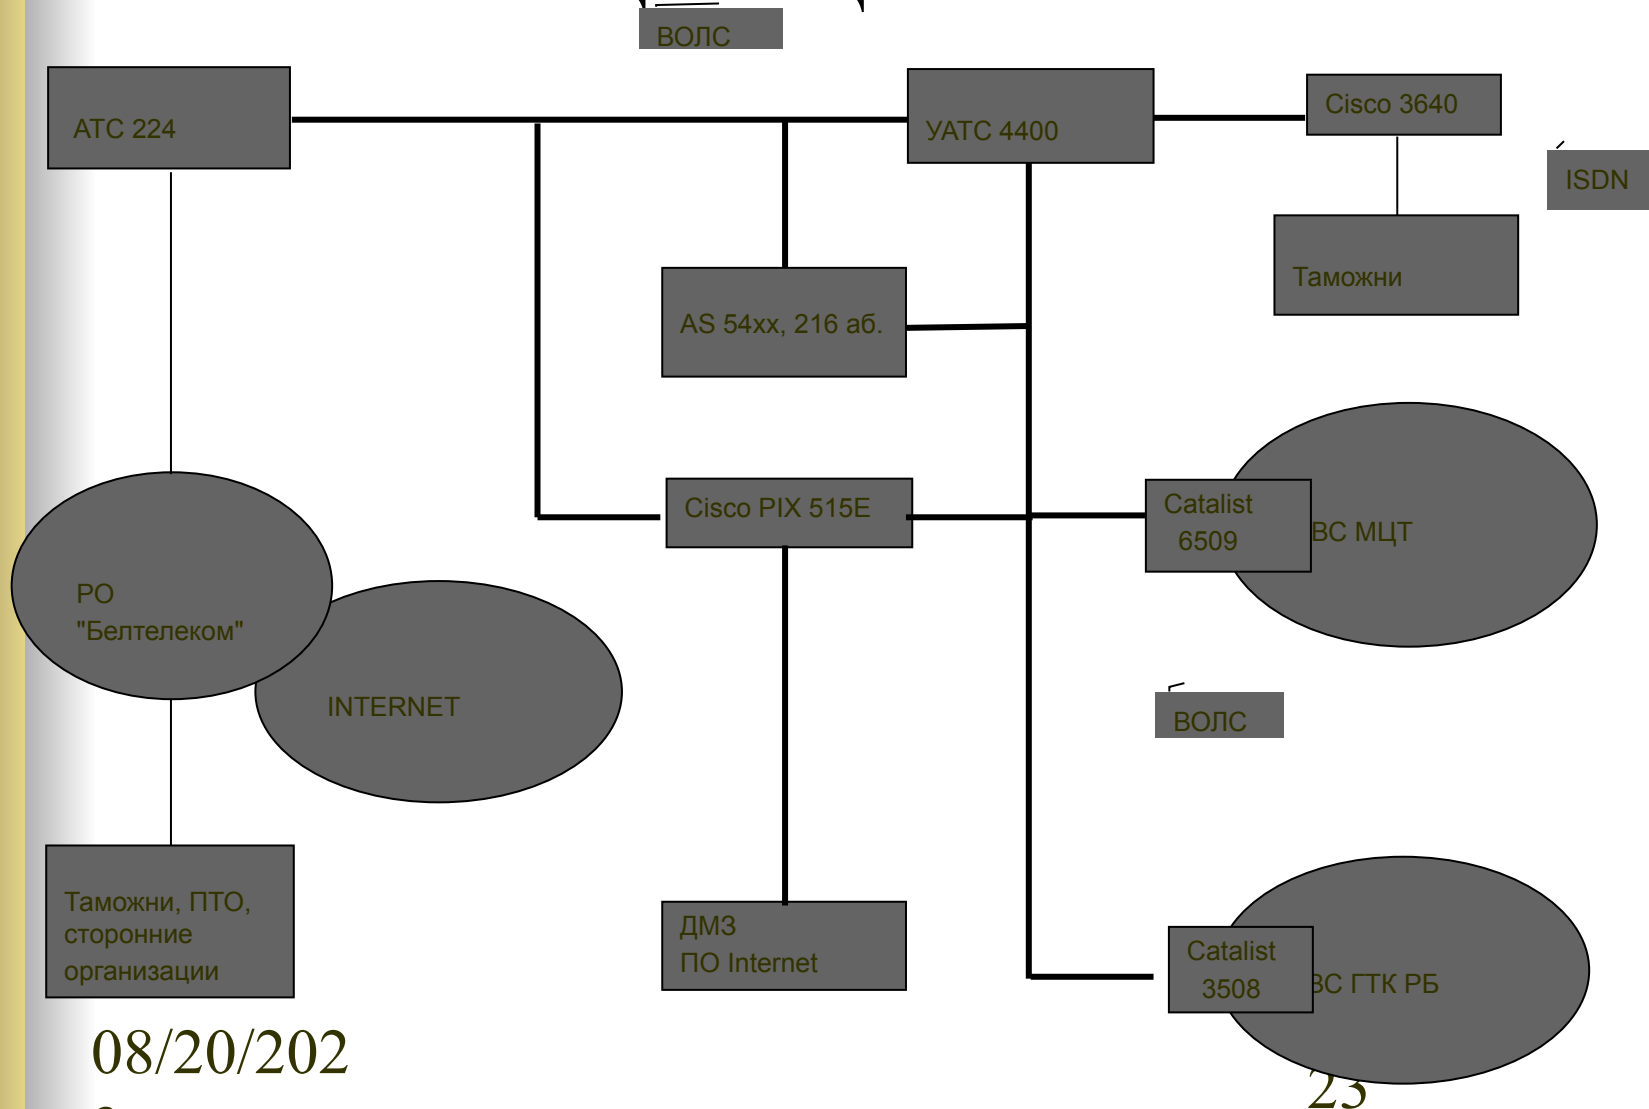 ВОЛС
АТС 224
УАТС 4400
Cisco 3640
ISDN
Таможни
AS 54xx, 216 аб.
Catalist
6509
ВС МЦТ
Cisco PIX 515E
РО
"Белтелеком"
INTERNET
ВОЛС
Таможни, ПТО,
сторонние
организации
ДМЗ
ПО Internet
Catalist
3508
ВС ГТК РБ
08/20/202
23